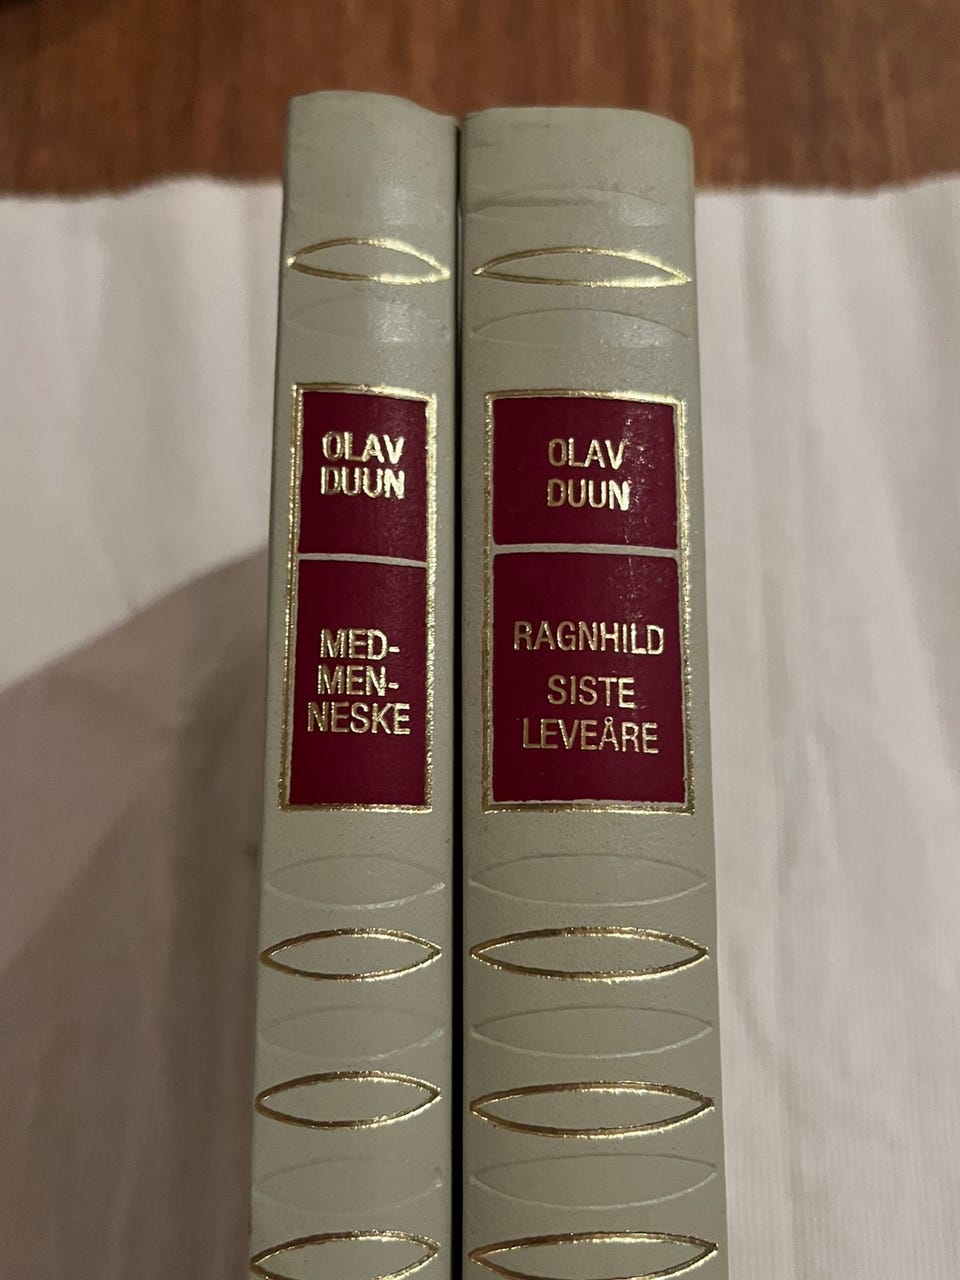 OLAV
DUUN
MED-
MEN-
NESKE
OLAV
DUUN
RAGNHILD
SISTE
LEVEÅRE